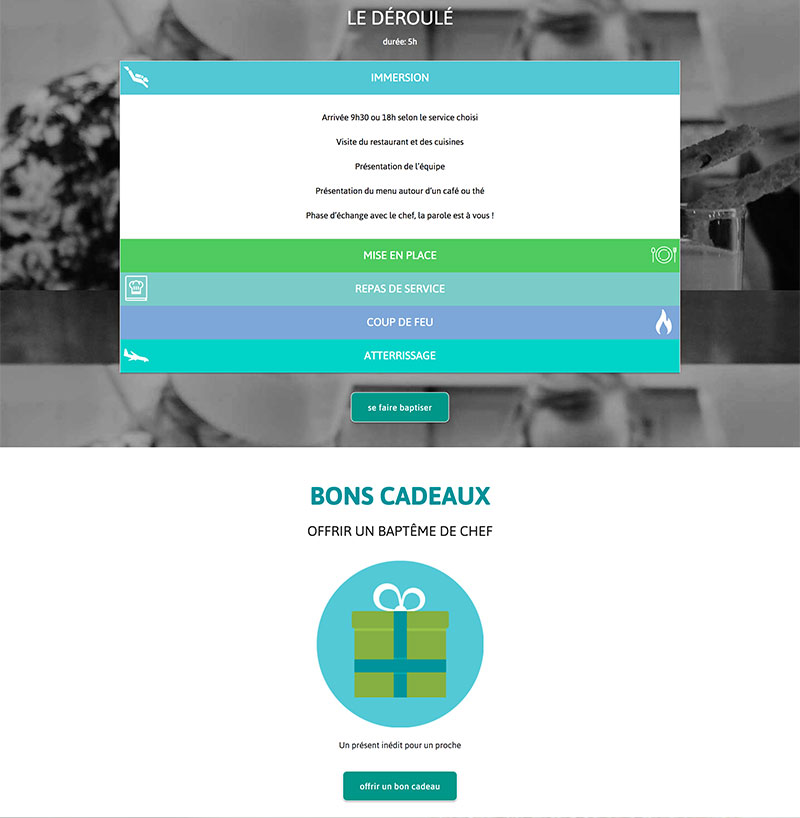 LE DÉROULÉ
durée: 5h
IMMERSION
Arrivée 9h30 ou 18h selon le service choisi
Visite du restaurant et des cuisines
Présentation de l'équipe
Présentation du menu autour d'un café ou thé
Phase d'échange avec le chef, la parole est à vous !
MISE EN PLACE
REPAS DE SERVICE
COUP DE FEU
ATTERRISSAGE
se faire baptiser
BONS CADEAUX
OFFRIR UN BAPTÊME DE CHEF
Un présent inédit pour un proche
offrir un bon cadeau